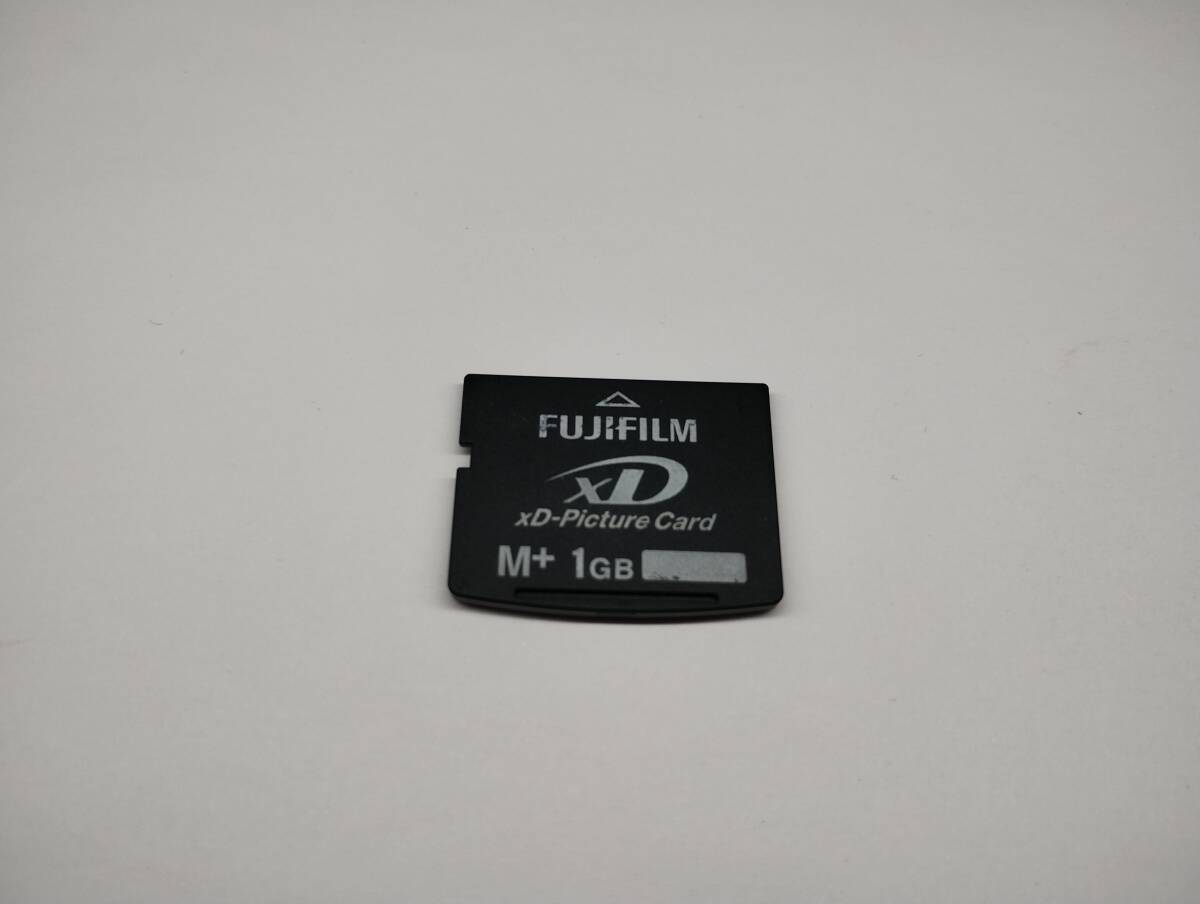 FUJIFILM
xD
xD-Picture Card
M+ 1GB